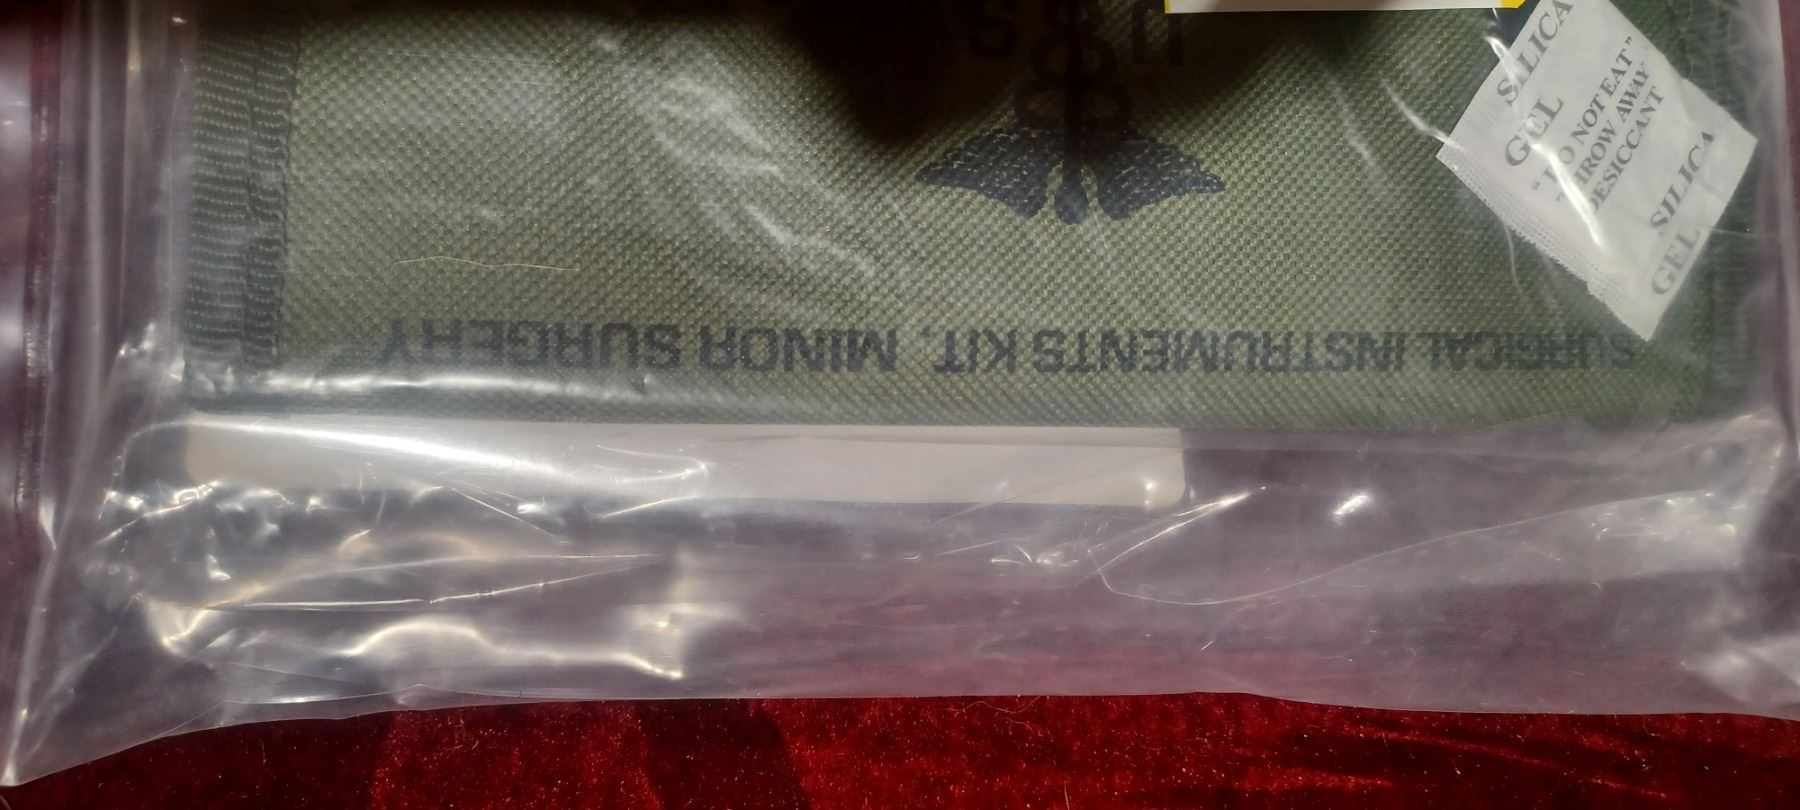 U S
SURGICAL INSTRUMENTS KIT, MINOR SURGERY
SILICA
GEL
"DO NOT EAT"
THROW AWAY
DESICCANT
SILICA
GEL